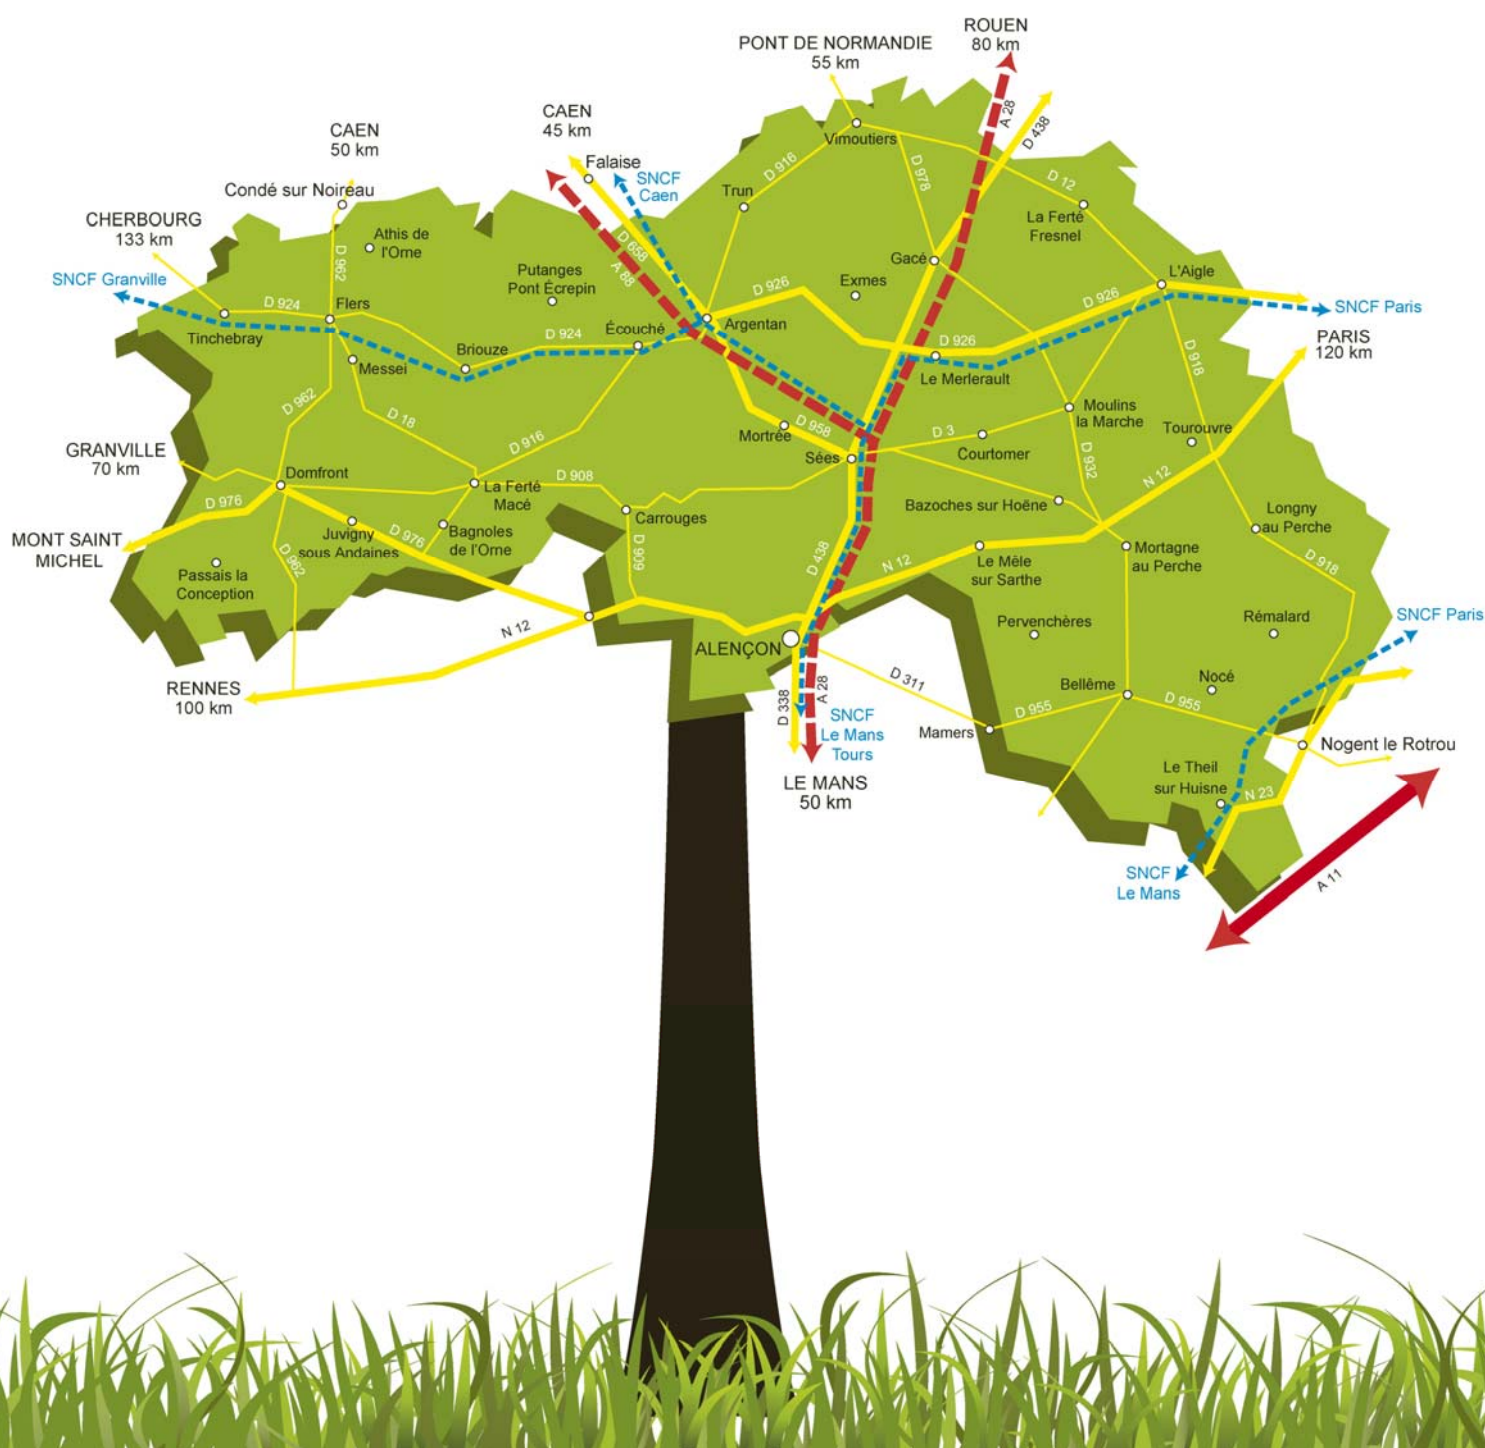 ROUEN
80 km
PONT DE NORMANDIE
55 km
A 28
D 438
CAEN
45 km
CAEN
50 km
Falaise
SNCF
Caen
Vimoutiers
D 916
D 978
D 12
Condé sur Noireau
Trun
La Ferté
Fresnel
CHERBOURG
133 km
Athis de
l'Orne
D 962
D 658
A 88
Gacé
L'Aigle
SNCF Granville
Putanges
Pont Écrepin
Exmes
D 926
D 926
SNCF Paris
D 924
Flers
Tinchebray
D 924
Écouché
Argentan
D 926
PARIS
120 km
Briouze
Messei
Le Merlerault
D 918
D 962
D 18
D 916
Mortrée
D 958
D 3
Moulins
la Marche
Courtomer
Tourouvre
GRANVILLE
70 km
Domfront
D 908
Sées
D 932
N 12
La Ferté
Macé
D 976
Carrouges
Bazoches sur Hoëne
Longny
au Perche
MONT SAINT
MICHEL
Juvigny
sous Andaines
D 976
Bagnoles
de l'Orne
D 909
D 438
N 12
Le Mêle
sur Sarthe
Mortagne
au Perche
D 918
D 962
Passais la
Conception
Pervenchères
Rémalard
SNCF Paris
N 12
ALENÇON
D 311
Nocé
Bellême
RENNES
100 km
D 338
A 28
SNCF
Le Mans
Tours
Mamers
D 955
D 955
Nogent le Rotrou
LE MANS
50 km
Le Theil
sur Huisne
N 23
SNCF
Le Mans
A 11